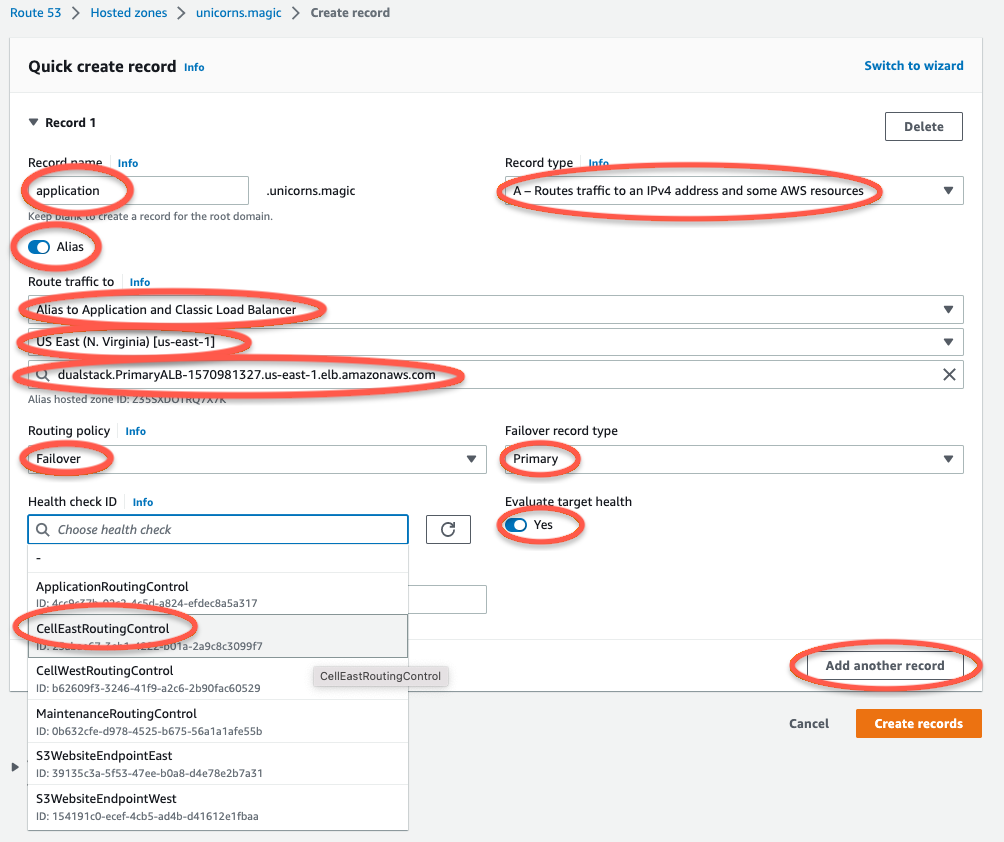 Route 53 > Hosted zones > unicorns.magic > Create record
Quick create record Info
Switch to wizard
Record 1
Delete
Record name Info
application
.unicorns.magic
Keep blank to create a record for the root domain.
Record type Info
A – Routes traffic to an IPv4 address and some AWS resources
Alias
Route traffic to Info
Alias to Application and Classic Load Balancer
US East (N. Virginia) [us-east-1]
dualstack.PrimaryALB-1570981327.us-east-1.elb.amazonaws.com
Alias hosted zone ID: Z35SXDOTRQ7X7K
Routing policy Info
Failover
Failover record type
Primary
Health check ID Info
Choose health check
Evaluate target health
Yes
-
ApplicationRoutingControl
ID:
CellEastRoutingControl
ID:
CellEastRoutingControl
CellWestRoutingControl
ID: b62609f3-3246-41f9-a2c6-2b90fac60529
MaintenanceRoutingControl
ID: 0b632cfe-d978-4525-b675-56a1a1afe55b
S3WebsiteEndpointEast
ID: 39135c3a-5f53-47ee-b0a8-d4e78e2b7a31
S3WebsiteEndpointWest
ID: 154191c0-ecef-4cb5-ad4b-d41612e1fbaa
Add another record
Cancel
Create records